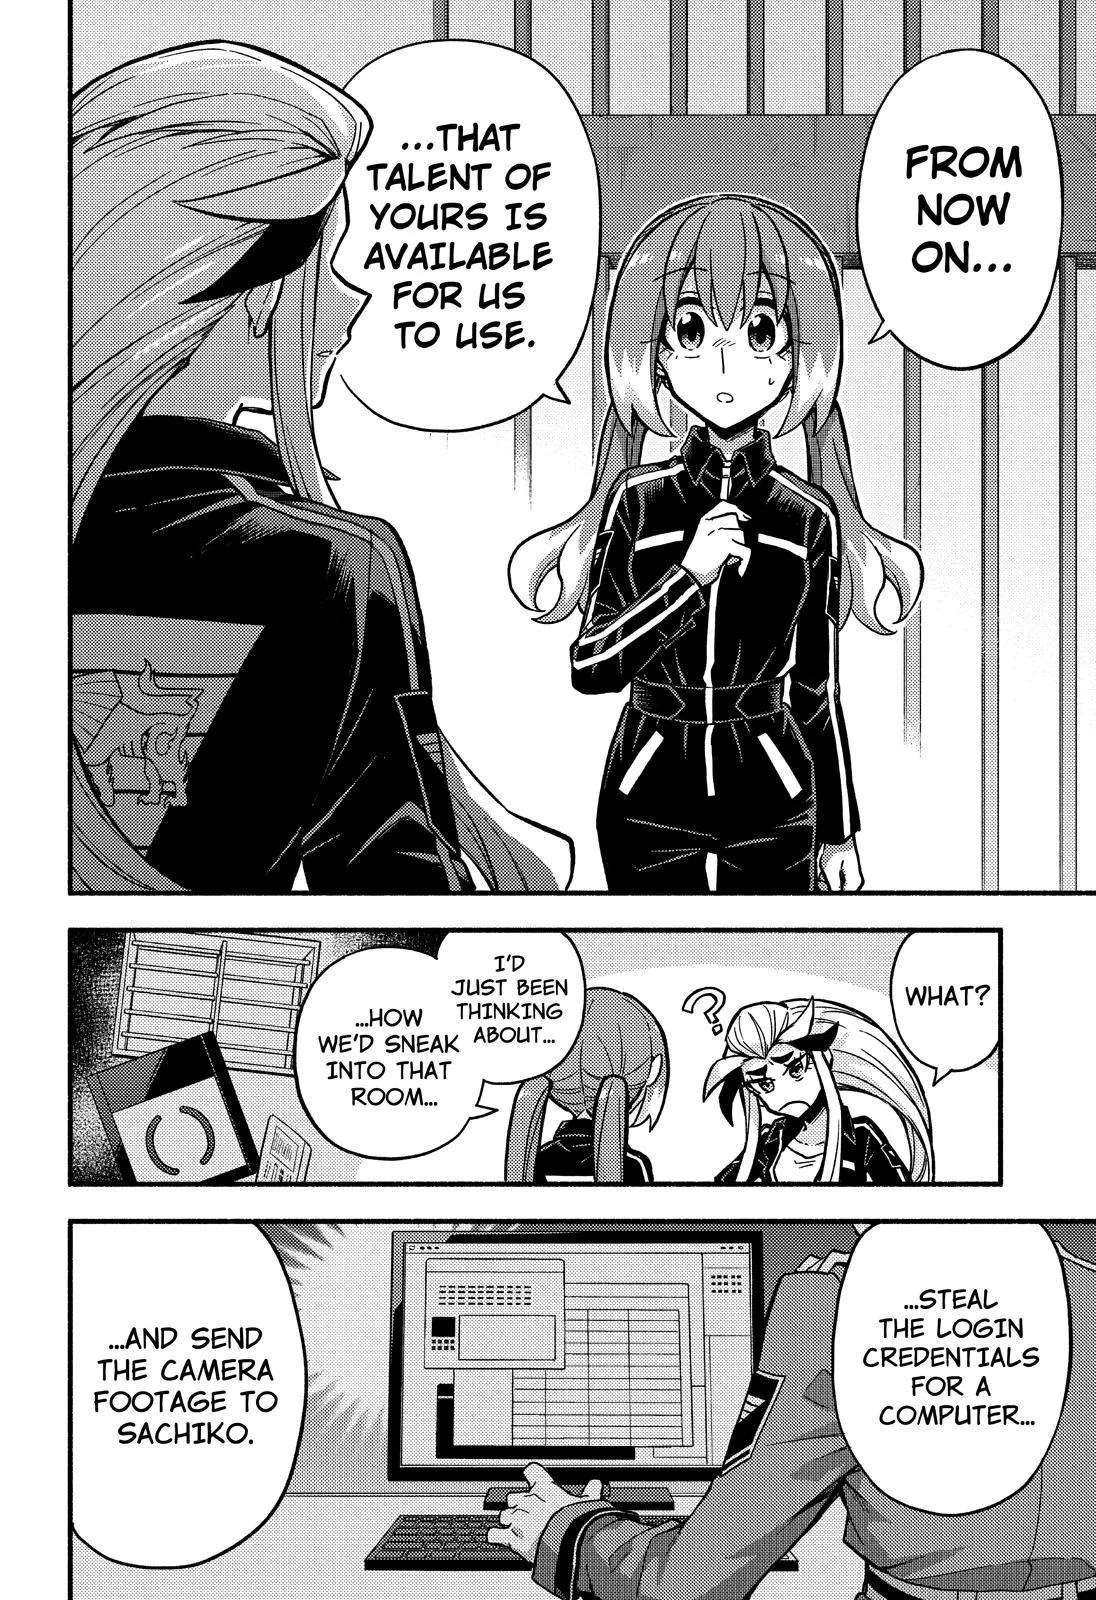 FROM
NOW
ON...
...THAT
TALENT OF
YOURS IS
AVAILABLE
FOR US
TO USE.
WHAT?
?
I'D
JUST BEEN
THINKING
ABOUT...
...HOW
WE'D SNEAK
INTO THAT
ROOM...
...STEAL
THE LOGIN
CREDENTIALS
FOR A
COMPUTER...
...AND SEND
THE CAMERA
FOOTAGE TO
SACHIKO.